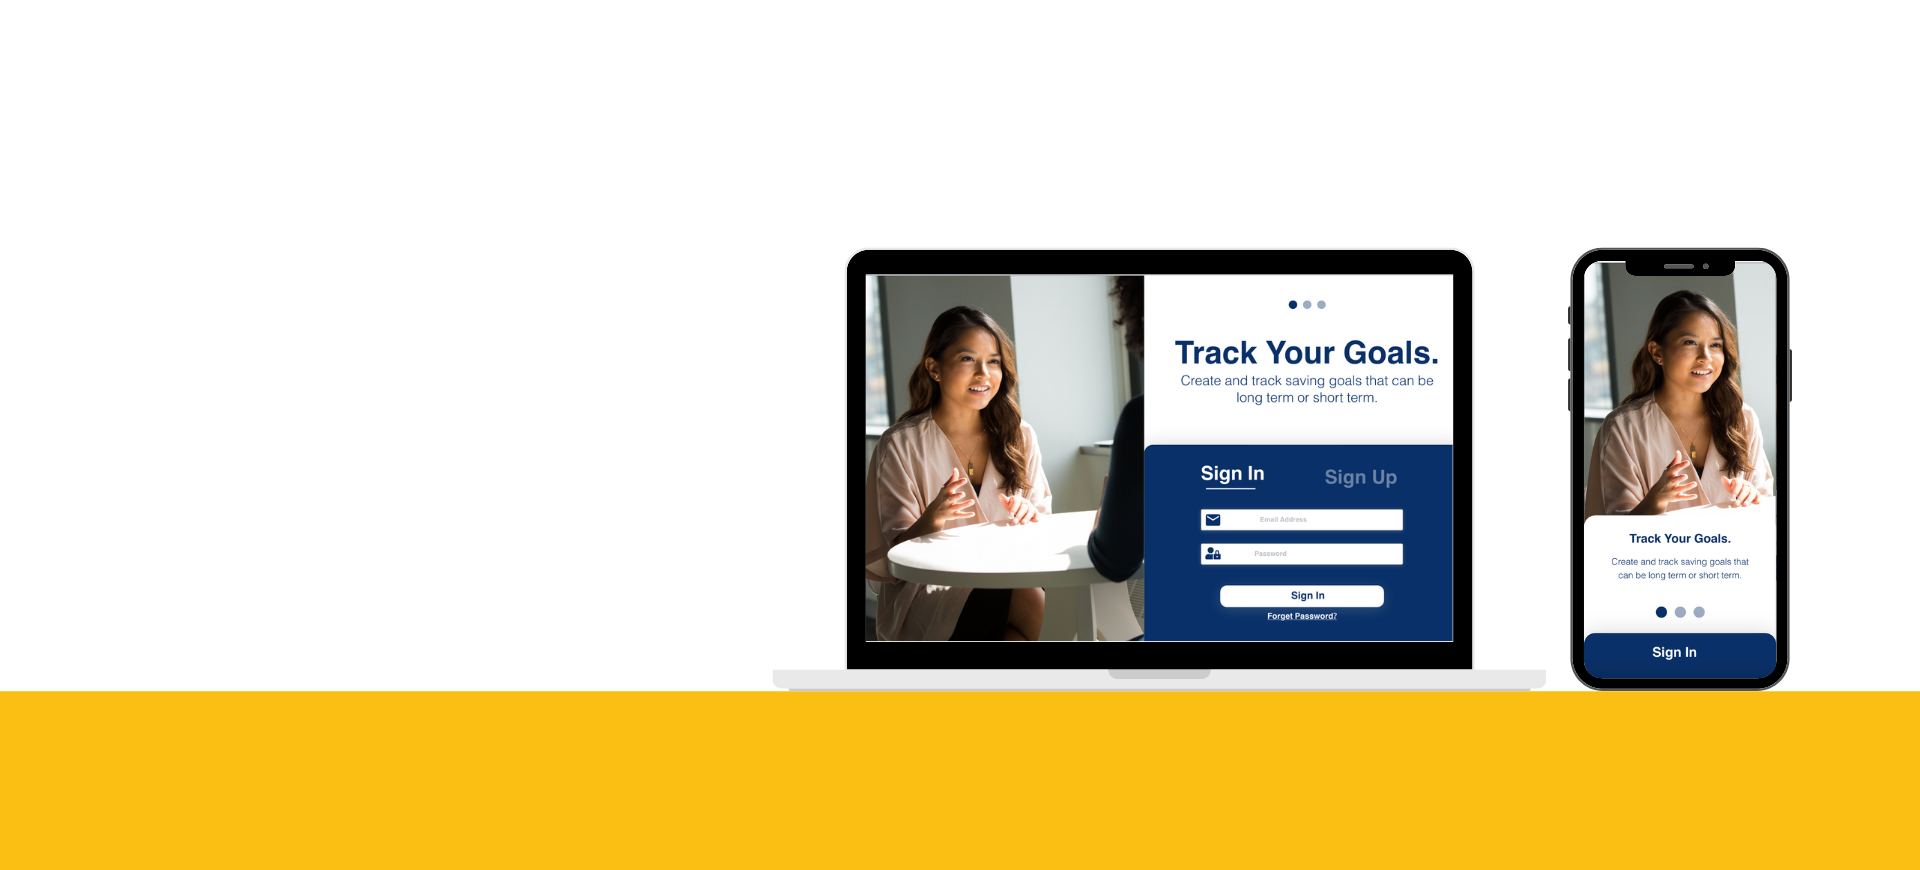 Track Your Goals.
Create and track saving goals that can be
long term or short term.
Sign In
Sign Up
Email Address
Password
Sign In
Forget Password?
Track Your Goals.
Create and track saving goals that
can be long term or short term.
Sign In